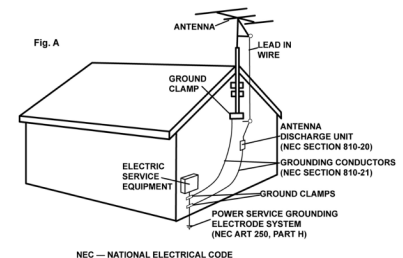 ANTENNA
Fig. A
LEAD IN
WIRE
GROUND
CLAMP
ANTENNA
DISCHARGE UNIT
(NEC SECTION 810-20)
ELECTRIC
SERVICE
EQUIPMENT
GROUNDING CONDUCTORS
(NEC SECTION 810-21)
GROUND CLAMPS
POWER SERVICE GROUNDING
ELECTRODE SYSTEM
(NEC ART 250, PART H)
NEC — NATIONAL ELECTRICAL CODE